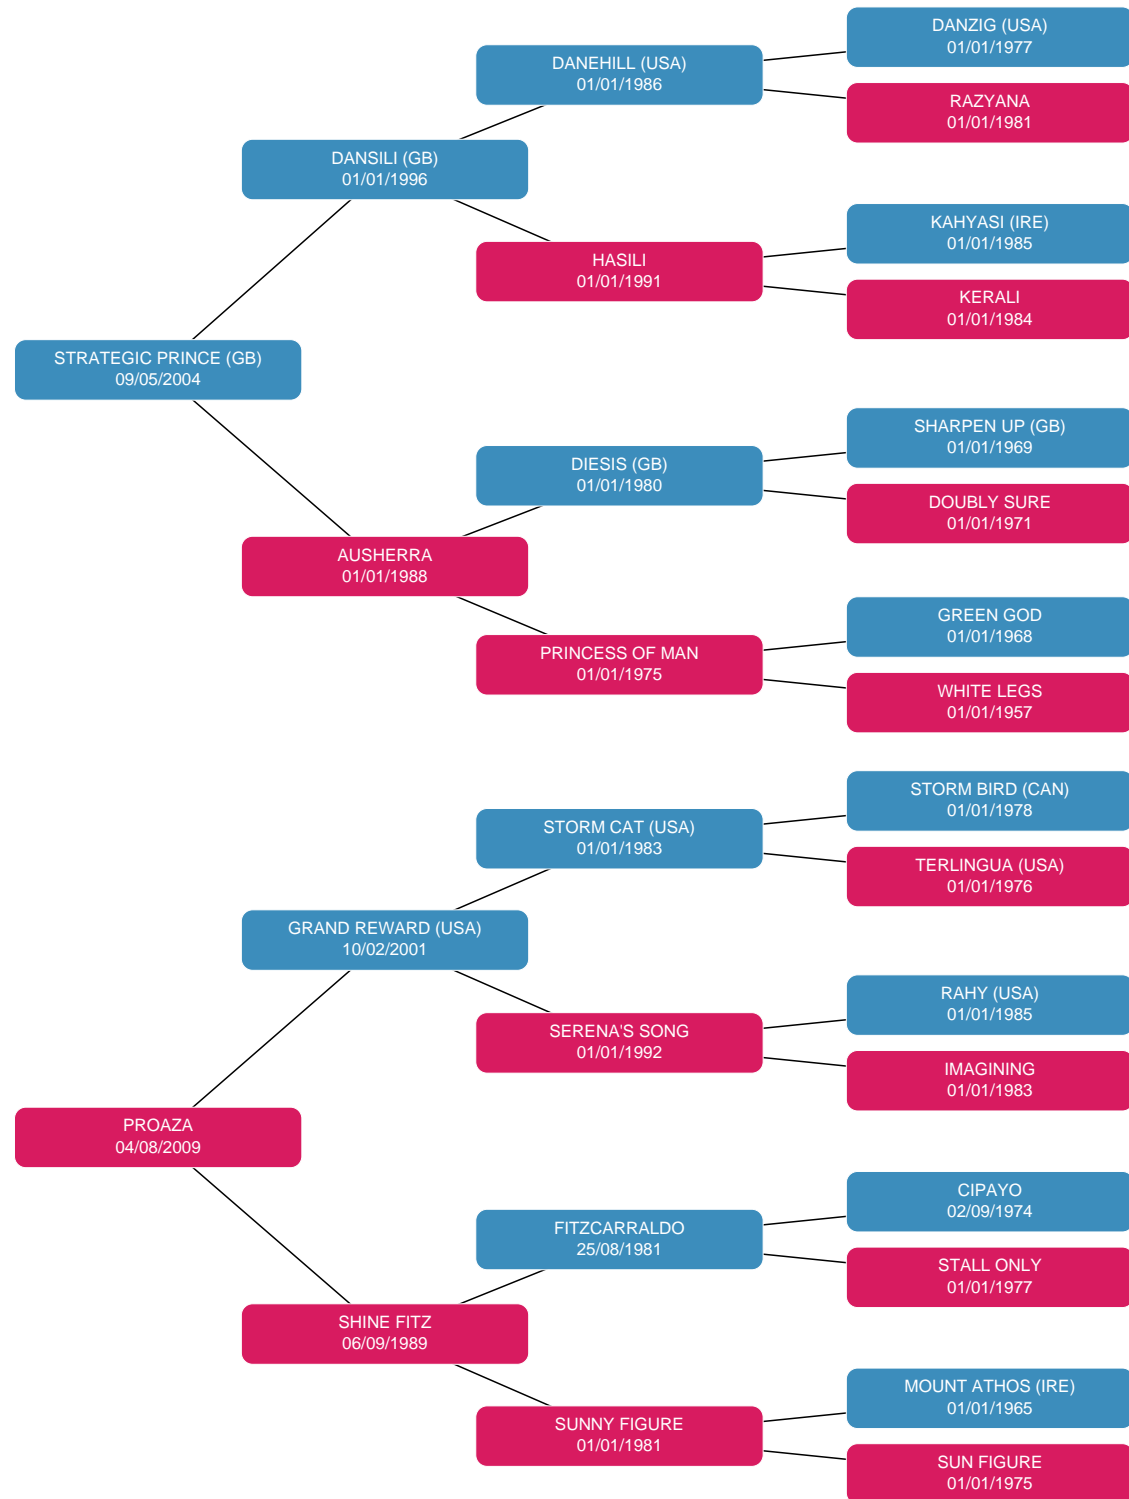 DANZIG (USA)
01/01/1977
DANEHILL (USA)
01/01/1986
RAZYANA
01/01/1981
DANSILI (GB)
01/01/1996
KAHYASI (IRE)
01/01/1985
HASILI
01/01/1991
KERALI
01/01/1984
STRATEGIC PRINCE (GB)
09/05/2004
SHARPEN UP (GB)
01/01/1969
DIESIS (GB)
01/01/1980
DOUBLY SURE
01/01/1971
AUSHERRA
01/01/1988
GREEN GOD
01/01/1968
PRINCESS OF MAN
01/01/1975
WHITE LEGS
01/01/1957
STORM BIRD (CAN)
01/01/1978
STORM CAT (USA)
01/01/1983
TERLINGUA (USA)
01/01/1976
GRAND REWARD (USA)
10/02/2001
RAHY (USA)
01/01/1985
SERENA'S SONG
01/01/1992
IMAGINING
01/01/1983
PROAZA
04/08/2009
CIPAYO
02/09/1974
FITZCARRALDO
25/08/1981
STALL ONLY
01/01/1977
SHINE FITZ
06/09/1989
MOUNT ATHOS (IRE)
01/01/1965
SUNNY FIGURE
01/01/1981
SUN FIGURE
01/01/1975